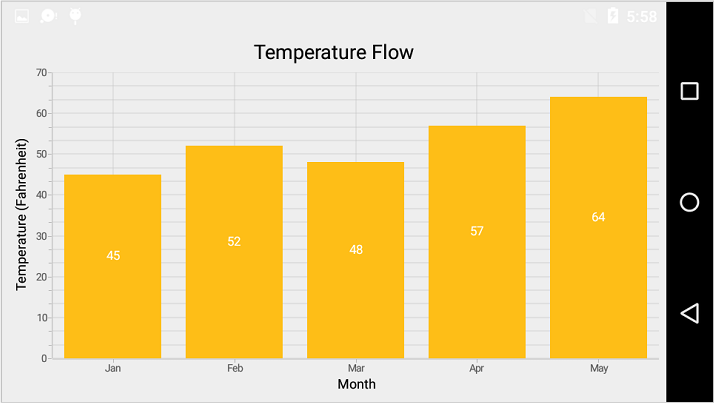 5:58
Temperature Flow
Temperature (Fahrenheit)
70
60
50
40
30
20
10
0
45
52
48
57
64
Jan
Feb
Mar
Apr
May
Month